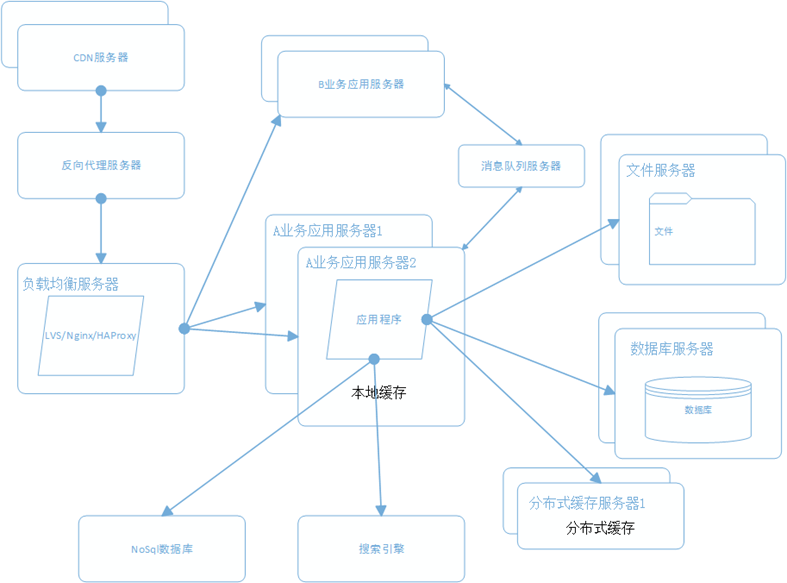 CDN服务器
B业务应用服务器
反向代理服务器
消息队列服务器
文件服务器
文件
A业务应用服务器1
A业务应用服务器2
负载均衡服务器
LVS/Nginx/HAProxy
应用程序
本地缓存
数据库服务器
数据库
分布式缓存服务器1
分布式缓存
NoSql数据库
搜索引擎